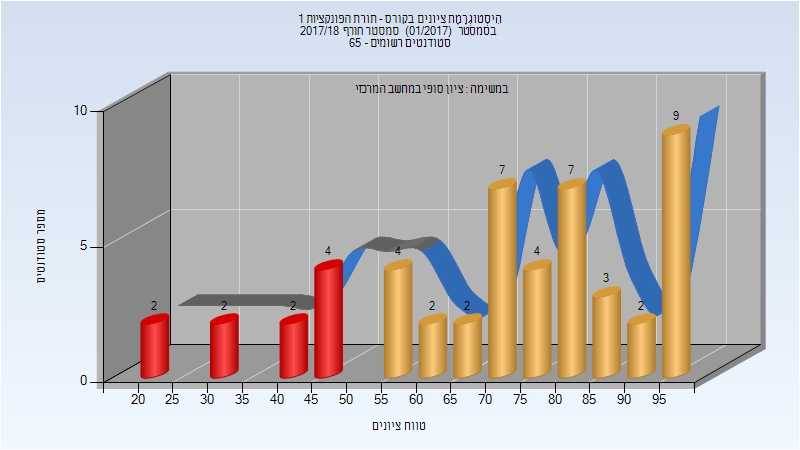 היסטוגרמת ציונים בקורס - תורת הפונקציות 1
בסמסטר (01/2017) סמסטר חורף 2017/18
סטודנטים רשומים - 65
במשימה : ציון סופי במחשב המרכזי
מספר סטודנטים
10
5
0
2 2 2 4 4 2 2 7 4 7 3 2 9
20 25 30 35 40 45 50 55 60 65 70 75 80 85 90 95
טווח ציונים